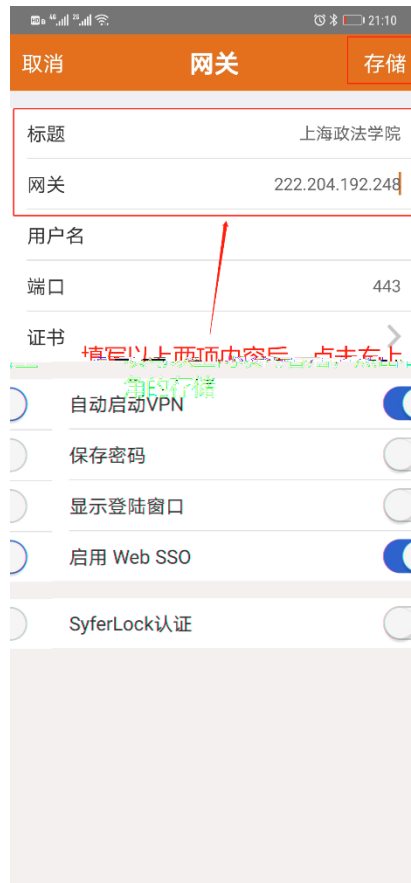 21:10
取消 网关 存储
标题 上海政法学院
网关 222.204.192.248
用户名
端口 443
证书
填写以上两项内容后，点击右上
角的存储
自动启动VPN
保存密码
显示登陆窗口
启用 Web SSO
SyferLock认证